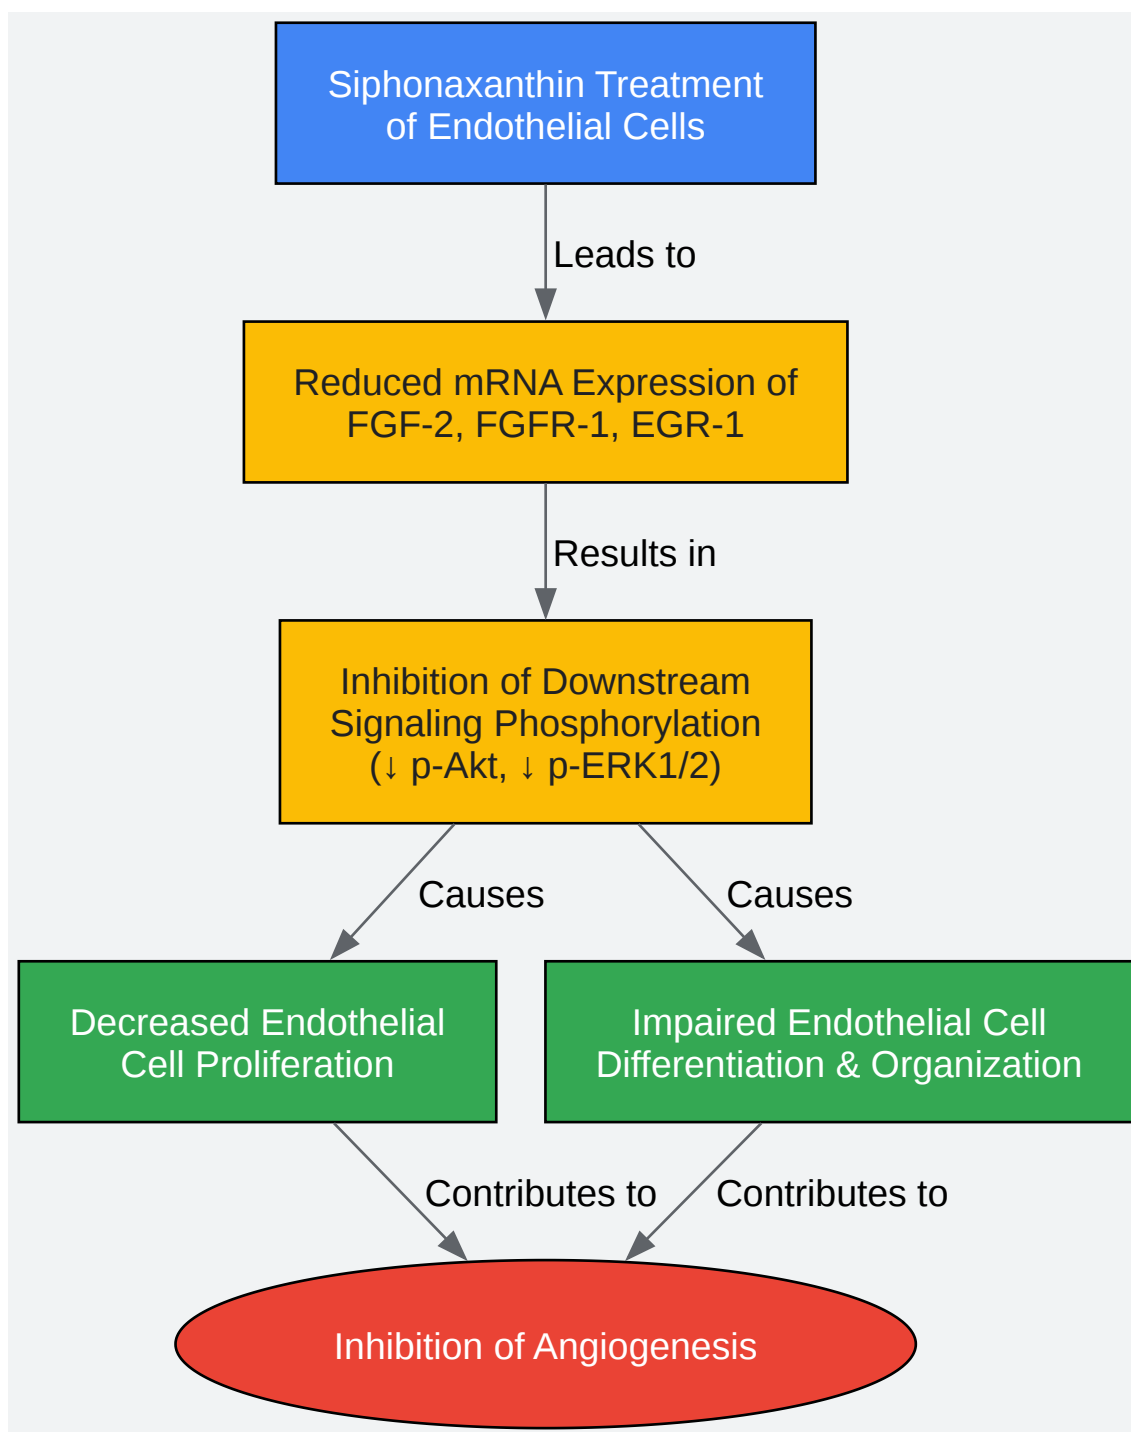 Siphonaxanthin Treatment
of Endothelial Cells
Leads to
Reduced mRNA Expression of
FGF-2, FGFR-1, EGR-1
Results in
Inhibition of Downstream
Signaling Phosphorylation
(↓ p-Akt, ↓ p-ERK1/2)
Causes
Causes
Decreased Endothelial
Cell Proliferation
Impaired Endothelial Cell
Differentiation & Organization
Contributes to
Contributes to
Inhibition of Angiogenesis